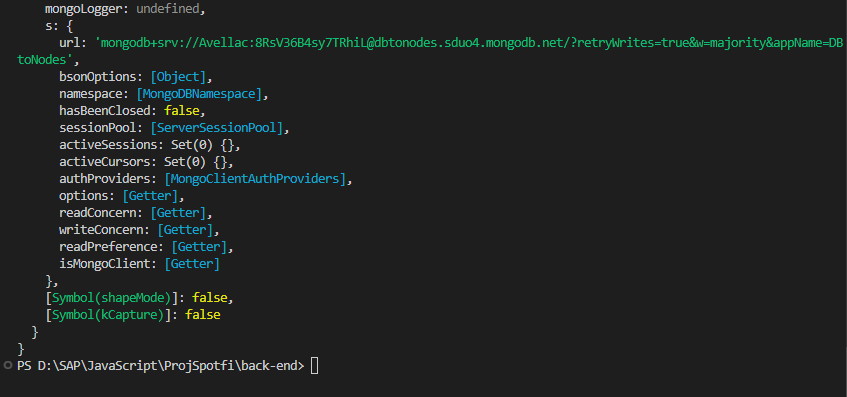 mongoLogger: undefined,
s: {
url: 'mongodb+srv://Avellac:8RsV36B4sy7TRhiL@dbtonodes.sduo4.mongodb.net/?retryWrites=true&w=majority&appName=DB
toNodes',
bsonOptions: [Object],
namespace: [MongoDBNamespace],
hasBeenClosed: false,
sessionPool: [ServerSessionPool],
activeSessions: Set(0) {},
activeCursors: Set(0) {},
authProviders: [MongoClientAuthProviders],
options: [Getter],
readConcern: [Getter],
writeConcern: [Getter],
readPreference: [Getter],
isMongoClient: [Getter]
},
[Symbol(shapeMode)]: false,
[Symbol(kCapture)]: false
}
}
PS D:\SAP\JavaScript\ProjSpotfi\back-end>